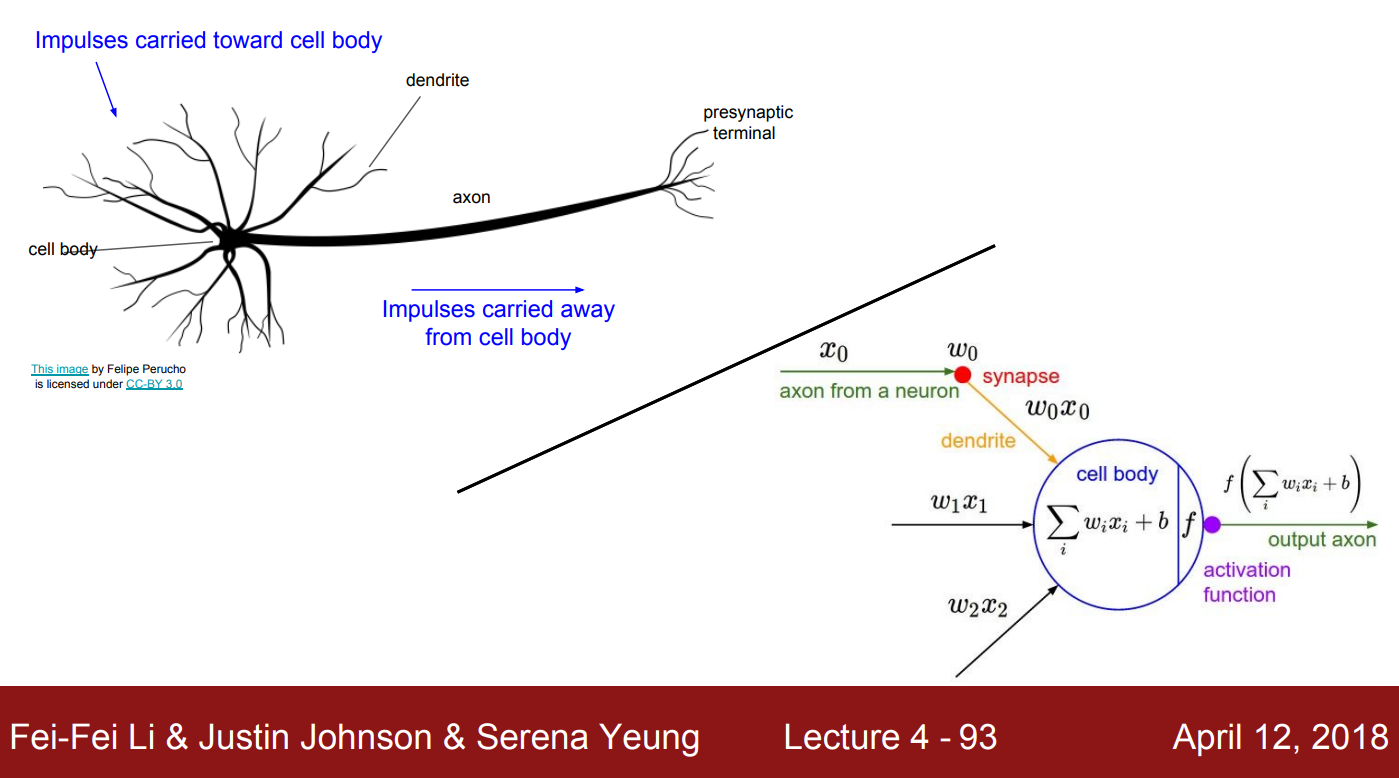 Impulses carried toward cell body
dendrite
presynaptic
terminal
axon
cell body
Impulses carried away
from cell body
This image by Felipe Perucho
is licensed under CC-BY 3.0
x₀
w₀
synapse
axon from a neuron
w₀x₀
dendrite
cell body
f(∑ᵢ wᵢxᵢ + b)
w₁x₁
∑ᵢ wᵢxᵢ + b
f
output axon
activation
function
w₂x₂
Fei-Fei Li & Justin Johnson & Serena Yeung Lecture 4 - 93 April 12, 2018